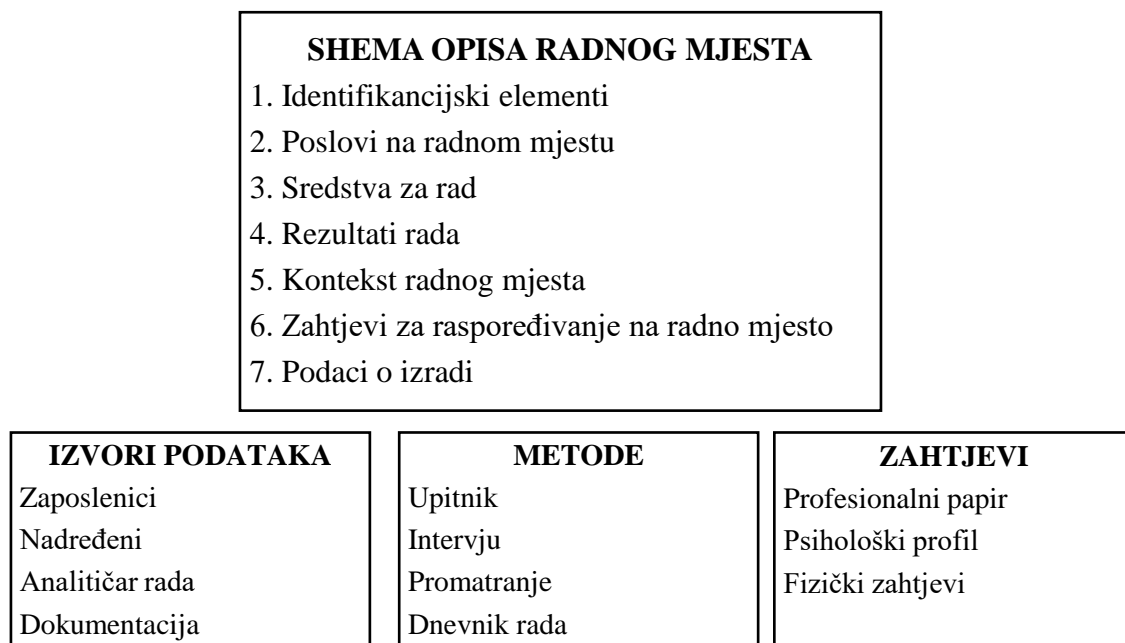 SHEMA OPISA RADNOG MJESTA
1. Identifikancijski elementi
2. Poslovi na radnom mjestu
3. Sredstva za rad
4. Rezultati rada
5. Kontekst radnog mjesta
6. Zahtjevi za raspoređivanje na radno mjesto
7. Podaci o izradi
IZVORI PODATAKA
Zaposlenici
Nadređeni
Analitičar rada
Dokumentacija
METODE
Upitnik
Intervju
Promatranje
Dnevnik rada
ZAHTJEVI
Profesionalni papir
Psihološki profil
Fizički zahtjevi